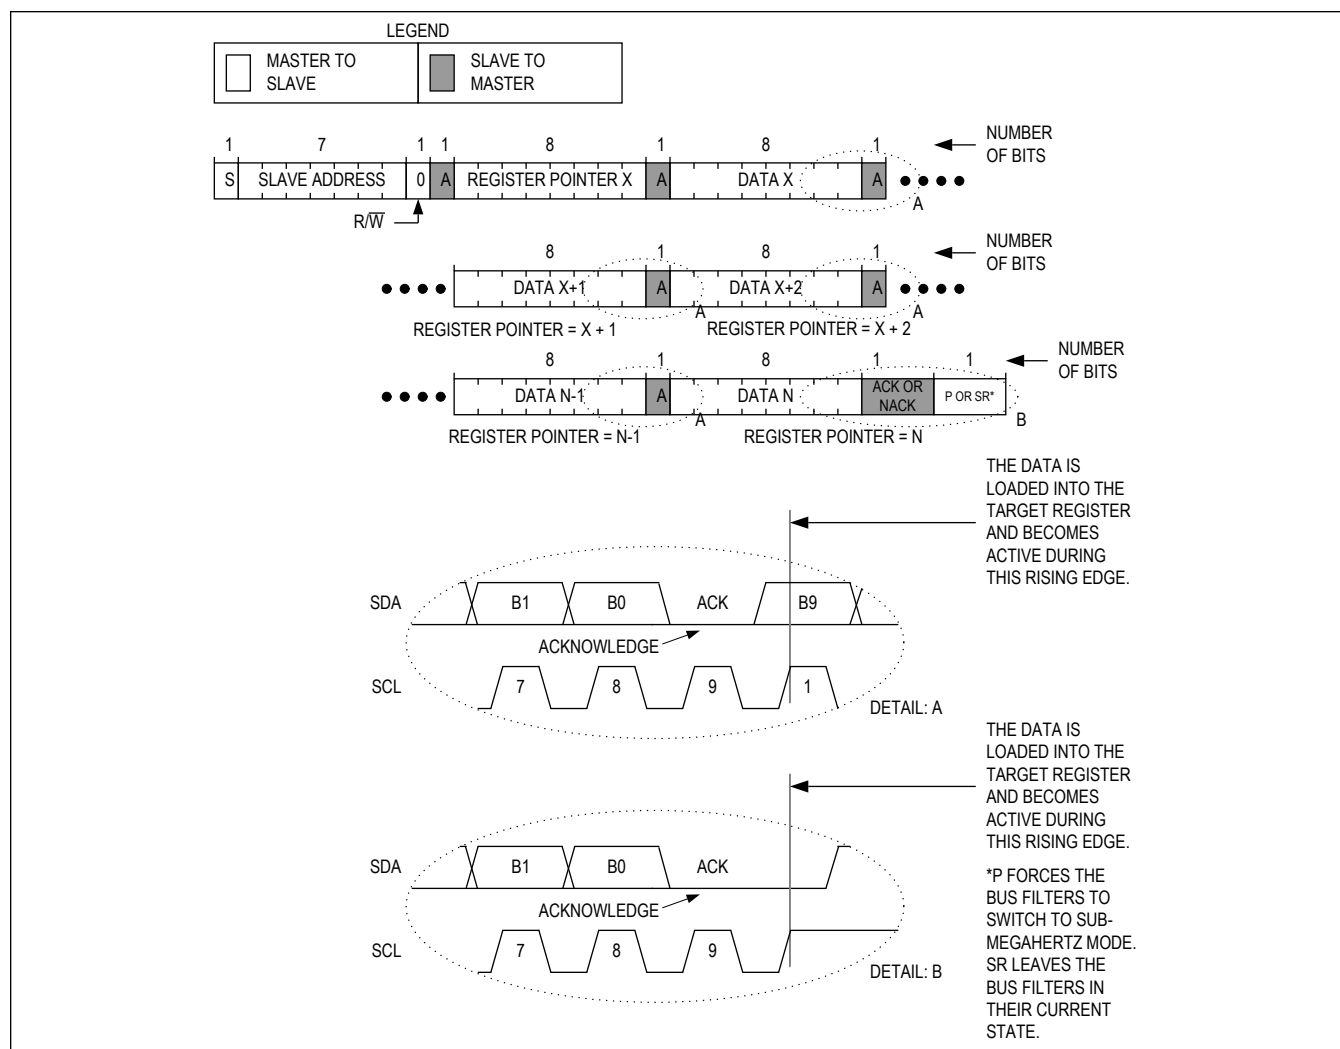 LEGEND
MASTER TO
SLAVE
SLAVE TO
MASTER
1 7 1 1 8 1 8 1
NUMBER
OF BITS
S SLAVE ADDRESS 0 A REGISTER POINTER X A DATA X A
A
R/W
8 1 8 1
NUMBER
OF BITS
DATA X+1 A DATA X+2 A
A A
REGISTER POINTER = X + 1 REGISTER POINTER = X + 2
8 1 8 1 1
NUMBER
OF BITS
DATA N-1 A DATA N ACK OR
NACK P OR SR*
A B
REGISTER POINTER = N-1 REGISTER POINTER = N
THE DATA IS
LOADED INTO THE
TARGET REGISTER
AND BECOMES
ACTIVE DURING
THIS RISING EDGE.
SDA B1 B0 ACK B9
ACKNOWLEDGE
SCL 7 8 9 1
DETAIL: A
THE DATA IS
LOADED INTO THE
TARGET REGISTER
AND BECOMES
ACTIVE DURING
THIS RISING EDGE.
SDA B1 B0 ACK
ACKNOWLEDGE
SCL 7 8 9
DETAIL: B
*P FORCES THE
BUS FILTERS TO
SWITCH TO SUB-
MEGAHERTZ MODE.
SR LEAVES THE
BUS FILTERS IN
THEIR CURRENT
STATE.